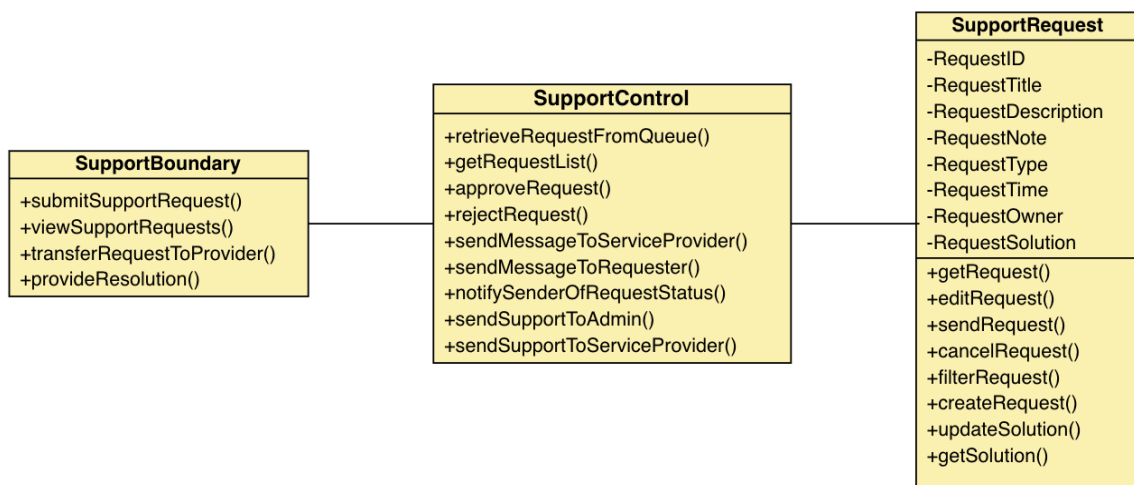 SupportBoundary
+submitSupportRequest()
+viewSupportRequests()
+transferRequestToProvider()
+provideResolution()
SupportControl
+retrieveRequestFromQueue()
+getRequestList()
+approveRequest()
+rejectRequest()
+sendMessageToServiceProvider()
+sendMessageToRequester()
+notifySenderOfRequestStatus()
+sendSupportToAdmin()
+sendSupportToServiceProvider()
SupportRequest
-RequestID
-RequestTitle
-RequestDescription
-RequestNote
-RequestType
-RequestTime
-RequestOwner
-RequestSolution
+getRequest()
+editRequest()
+sendRequest()
+cancelRequest()
+filterRequest()
+createRequest()
+updateSolution()
+getSolution()